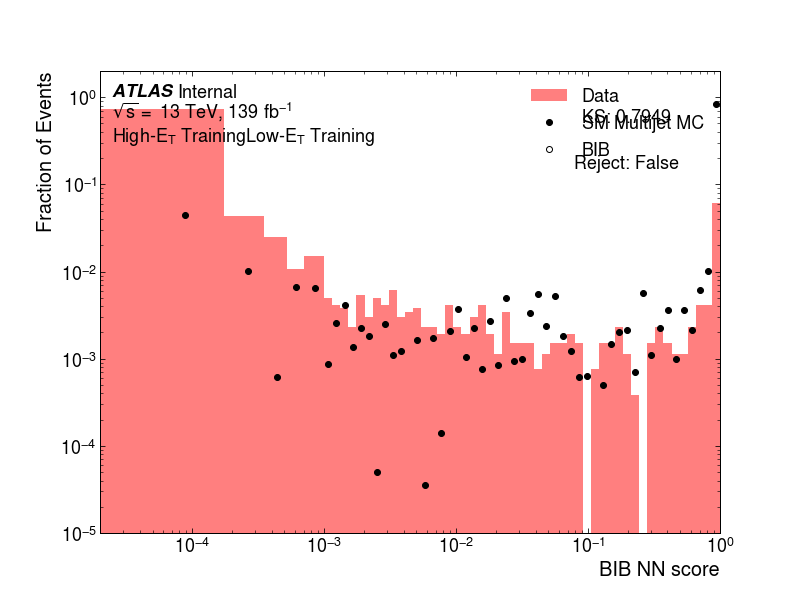 ATLAS Internal
√s = 13 TeV, 139 fb⁻¹
High-E_T TrainingLow-E_T Training
Data
KS: 0.7949
SM Multijet MC
BIB
Reject: False
Fraction of Events
10⁰
10⁻¹
10⁻²
10⁻³
10⁻⁴
10⁻⁵
10⁻⁴ 10⁻³ 10⁻² 10⁻¹ 10⁰
BIB NN score